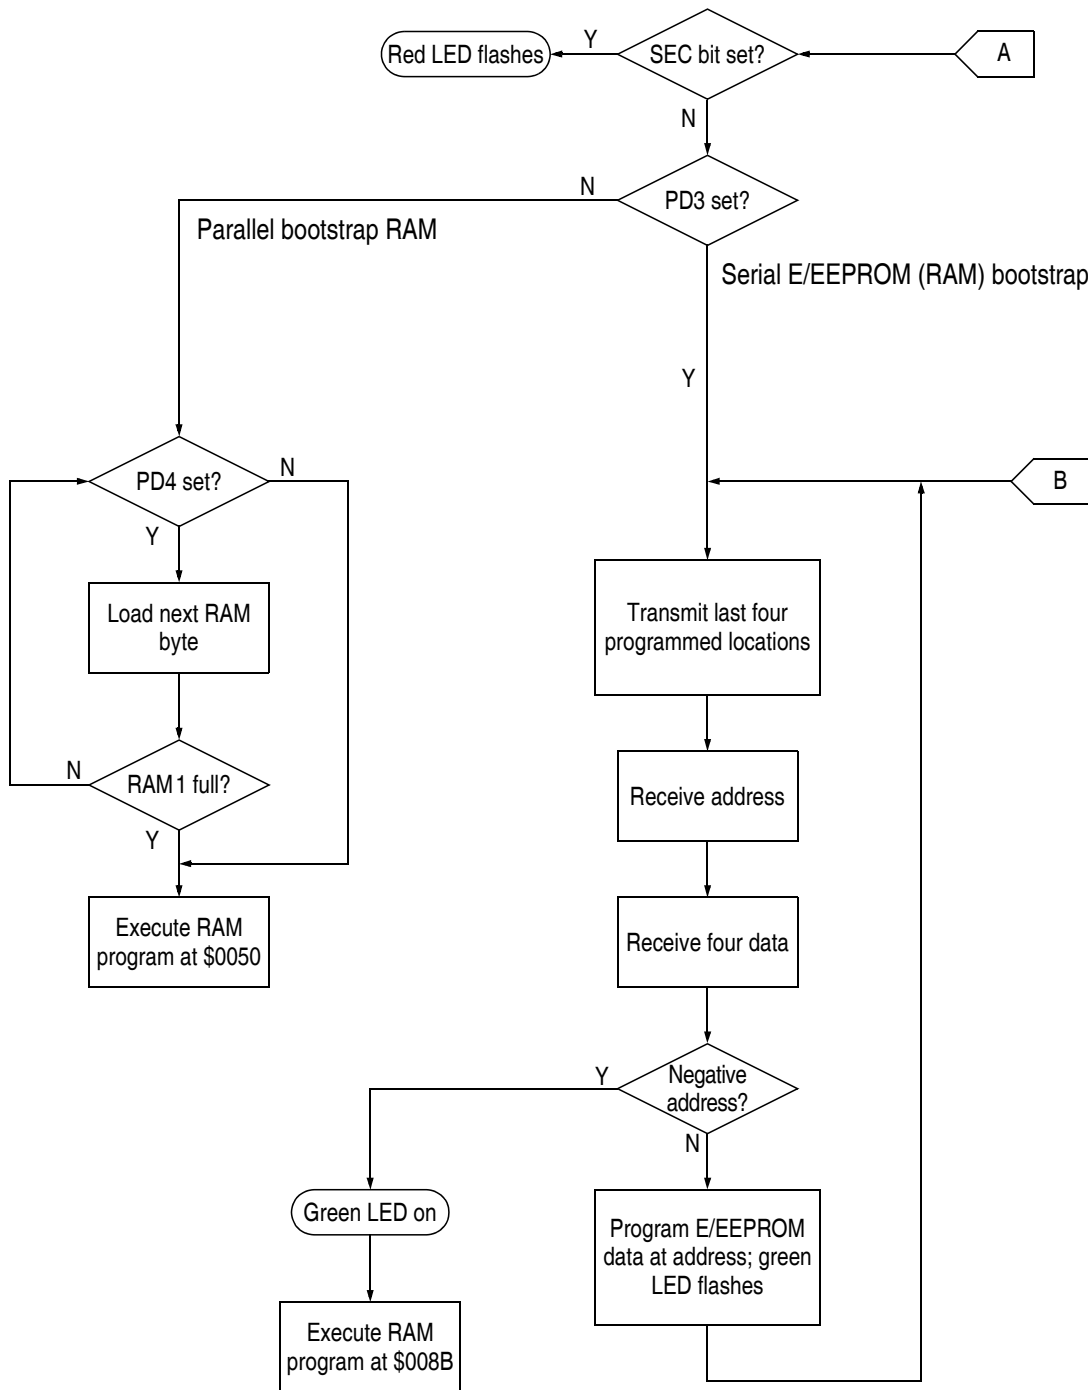 Red LED flashes
Y
SEC bit set?
A
N
N
PD3 set?
Parallel bootstrap RAM
Serial E/EEPROM (RAM) bootstrap
Y
PD4 set?
N
B
Y
Load next RAM
byte
Transmit last four
programmed locations
N
RAM1 full?
Receive address
Y
Execute RAM
program at $0050
Receive four data
Y
Negative
address?
N
Green LED on
Program E/EEPROM
data at address; green
LED flashes
Execute RAM
program at $008B